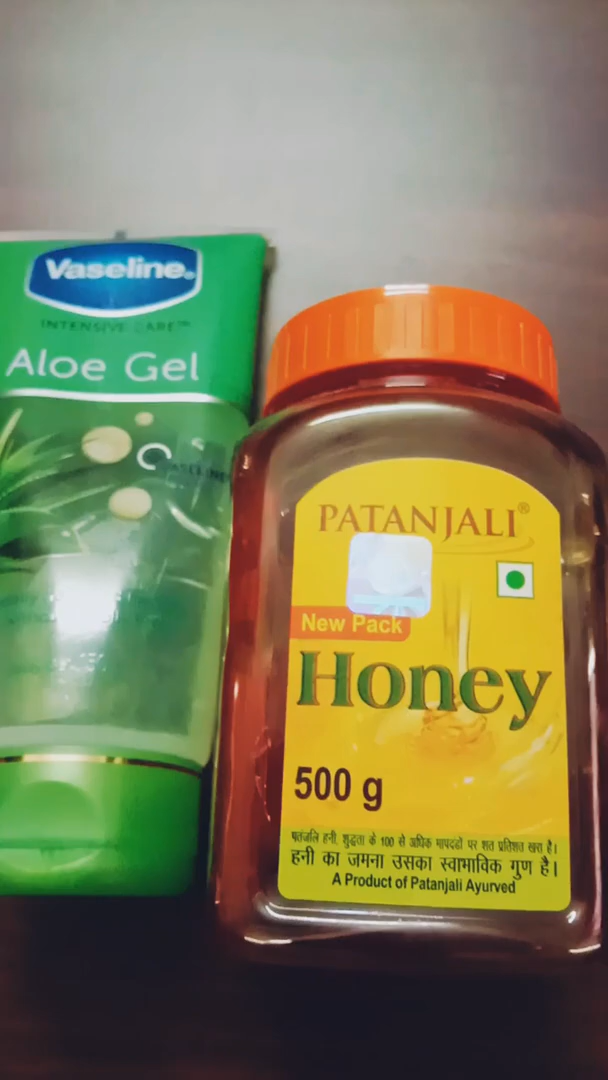 Vaseline®
INTENSIVE CARE™
Aloe Gel
VASELINE
PATANJALI®
New Pack
Honey
500 g
पतंजलि हनी, शुद्धता के 100 से अधिक मापदंडों पर शत प्रतिशत खरा है।
हनी का जमना उसका स्वाभाविक गुण है।
A Product of Patanjali Ayurved